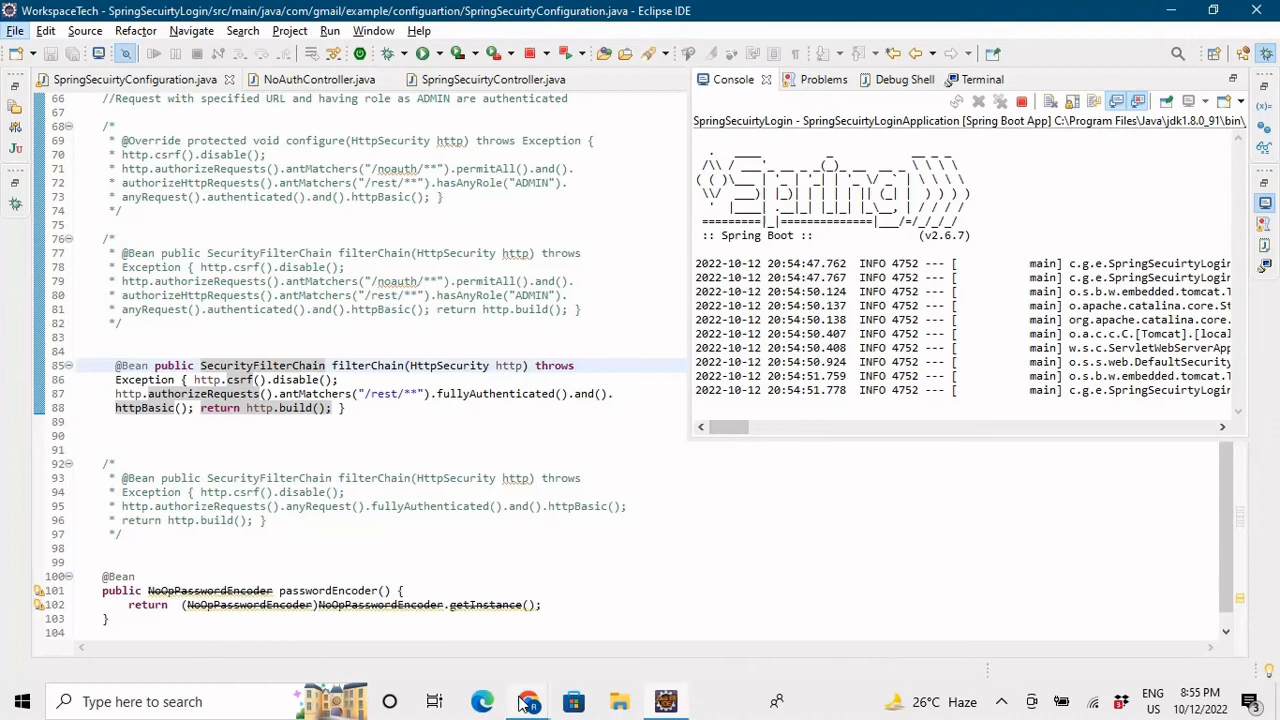 WorkspaceTech - SpringSecuirtyLogin/src/main/java/com/gmail/example/configuartion/SpringSecuirtyConfiguration.java - Eclipse IDE
File Edit Source Refactor Navigate Search Project Run Window Help
SpringSecuirtyConfiguration.java NoAuthController.java SpringSecuirtyController.java
66 //Request with specified URL and having role as ADMIN are authenticated
67
68 /*
69 * @Override protected void configure(HttpSecurity http) throws Exception {
70 * http.csrf().disable();
71 * http.authorizeRequests().antMatchers("/noauth/**").permitAll().and().
72 * authorizeHttpRequests().antMatchers("/rest/**").hasAnyRole("ADMIN").
73 * anyRequest().authenticated().and().httpBasic(); }
74 */
75
76 /*
77 * @Bean public SecurityFilterChain filterChain(HttpSecurity http) throws
78 * Exception { http.csrf().disable();
79 * http.authorizeRequests().antMatchers("/noauth/**").permitAll().and().
80 * authorizeHttpRequests().antMatchers("/rest/**").hasAnyRole("ADMIN").
81 * anyRequest().authenticated().and().httpBasic(); return http.build(); }
82 */
83
84
85 @Bean public SecurityFilterChain filterChain(HttpSecurity http) throws
86 Exception { http.csrf().disable();
87 http.authorizeRequests().antMatchers("/rest/**").fullyAuthenticated().and().
88 httpBasic(); return http.build(); }
89
90
91
92 /*
93 * @Bean public SecurityFilterChain filterChain(HttpSecurity http) throws
94 * Exception { http.csrf().disable();
95 * http.authorizeRequests().anyRequest().fullyAuthenticated().and().httpBasic();
96 * return http.build(); }
97 */
98
99
100 @Bean
101 public NoOpPasswordEncoder passwordEncoder() {
102 return (NoOpPasswordEncoder)NoOpPasswordEncoder.getInstance();
103 }
104
Console Problems Debug Shell Terminal
SpringSecuirtyLogin - SpringSecuirtyLoginApplication [Spring Boot App] C:\Program Files\Java\jdk1.8.0_91\bin\
:: Spring Boot :: (v2.6.7)
2022-10-12 20:54:47.762 INFO 4752 --- [ main] c.g.e.SpringSecuirtyLogin
2022-10-12 20:54:47.767 INFO 4752 --- [ main] c.g.e.SpringSecuirtyLogin
2022-10-12 20:54:50.124 INFO 4752 --- [ main] o.s.b.w.embedded.tomcat.T
2022-10-12 20:54:50.137 INFO 4752 --- [ main] o.apache.catalina.core.St
2022-10-12 20:54:50.138 INFO 4752 --- [ main] org.apache.catalina.core.
2022-10-12 20:54:50.407 INFO 4752 --- [ main] o.a.c.c.C.[Tomcat].[local
2022-10-12 20:54:50.408 INFO 4752 --- [ main] w.s.c.ServletWebServerApp
2022-10-12 20:54:50.924 INFO 4752 --- [ main] o.s.s.web.DefaultSecurit
2022-10-12 20:54:51.759 INFO 4752 --- [ main] o.s.b.w.embedded.tomcat.T
2022-10-12 20:54:51.778 INFO 4752 --- [ main] c.g.e.SpringSecuirtyLogin
Type here to search
26°C Haze
ENG
US
8:55 PM
10/12/2022
3